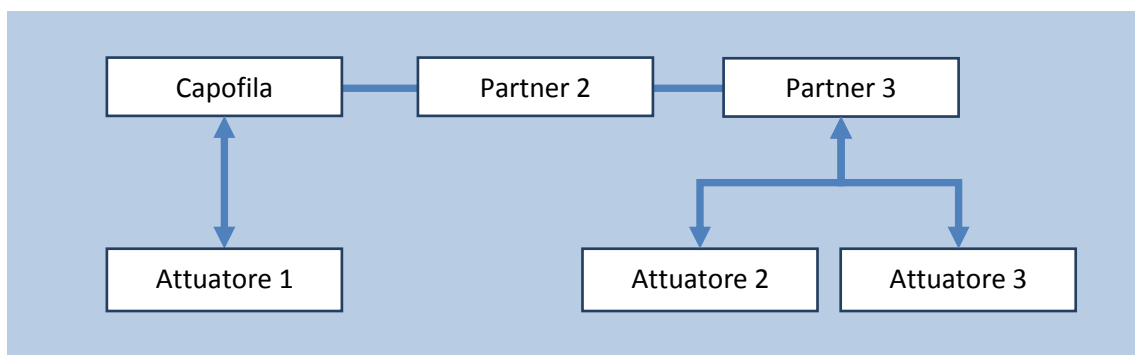 Capofila
Partner 2
Partner 3
Attuatore 1
Attuatore 2
Attuatore 3